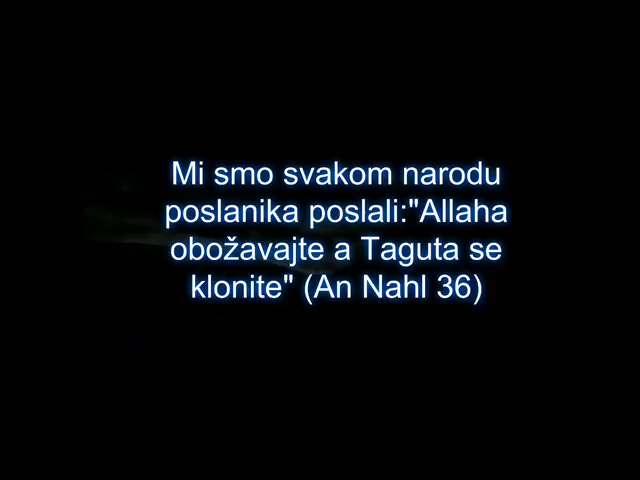 Mi smo svakom narodu
poslanika poslali:"Allaha
obožavajte a Taguta se
klonite" (An Nahl 36)